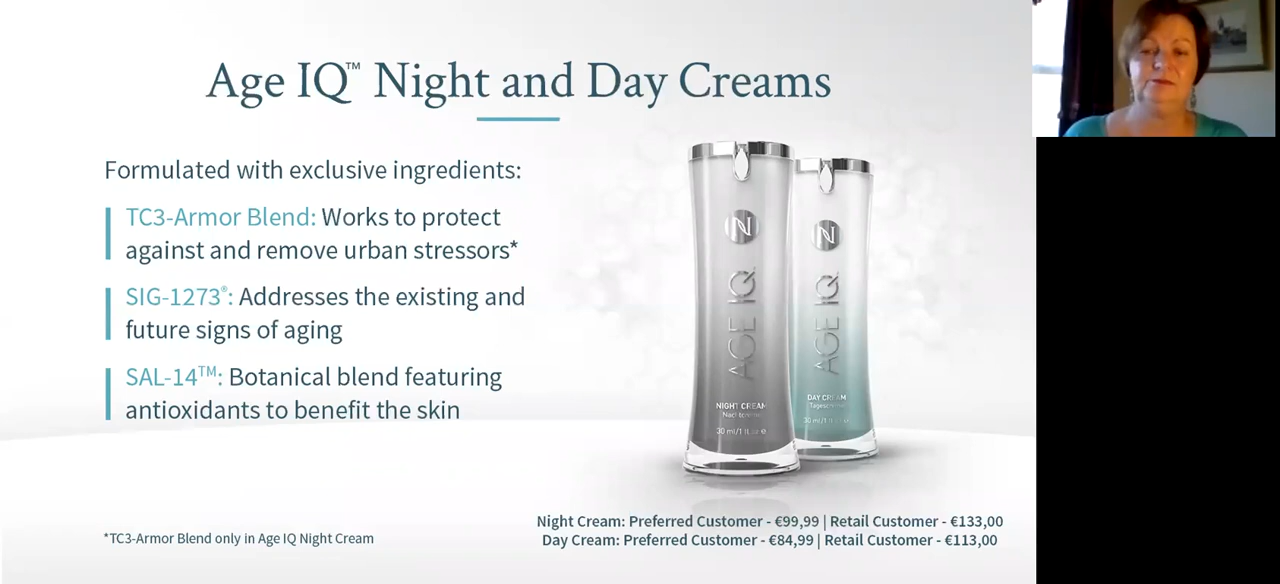 Age IQ™ Night and Day Creams
Formulated with exclusive ingredients:
TC3-Armor Blend: Works to protect
against and remove urban stressors*
SIG-1273®: Addresses the existing and
future signs of aging
SAL-14™: Botanical blend featuring
antioxidants to benefit the skin
N
AGE IQ
NIGHT CREAM
30 ml/1 fl. oz e
N
AGE IQ
DAY CREAM
30 ml/1 fl.
Night Cream: Preferred Customer - €99,99 | Retail Customer - €133,00
Day Cream: Preferred Customer - €84,99 | Retail Customer - €113,00
*TC3-Armor Blend only in Age IQ Night Cream